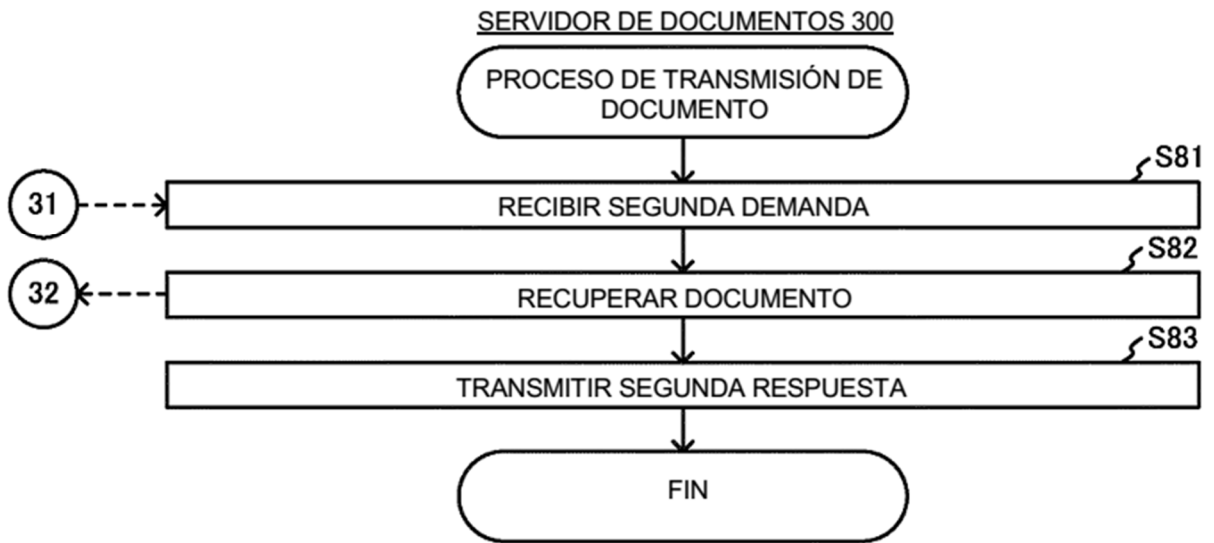 SERVIDOR DE DOCUMENTOS 300
PROCESO DE TRANSMISIÓN DE
DOCUMENTO
S81
31
RECIBIR SEGUNDA DEMANDA
S82
32
RECUPERAR DOCUMENTO
S83
TRANSMITIR SEGUNDA RESPUESTA
FIN